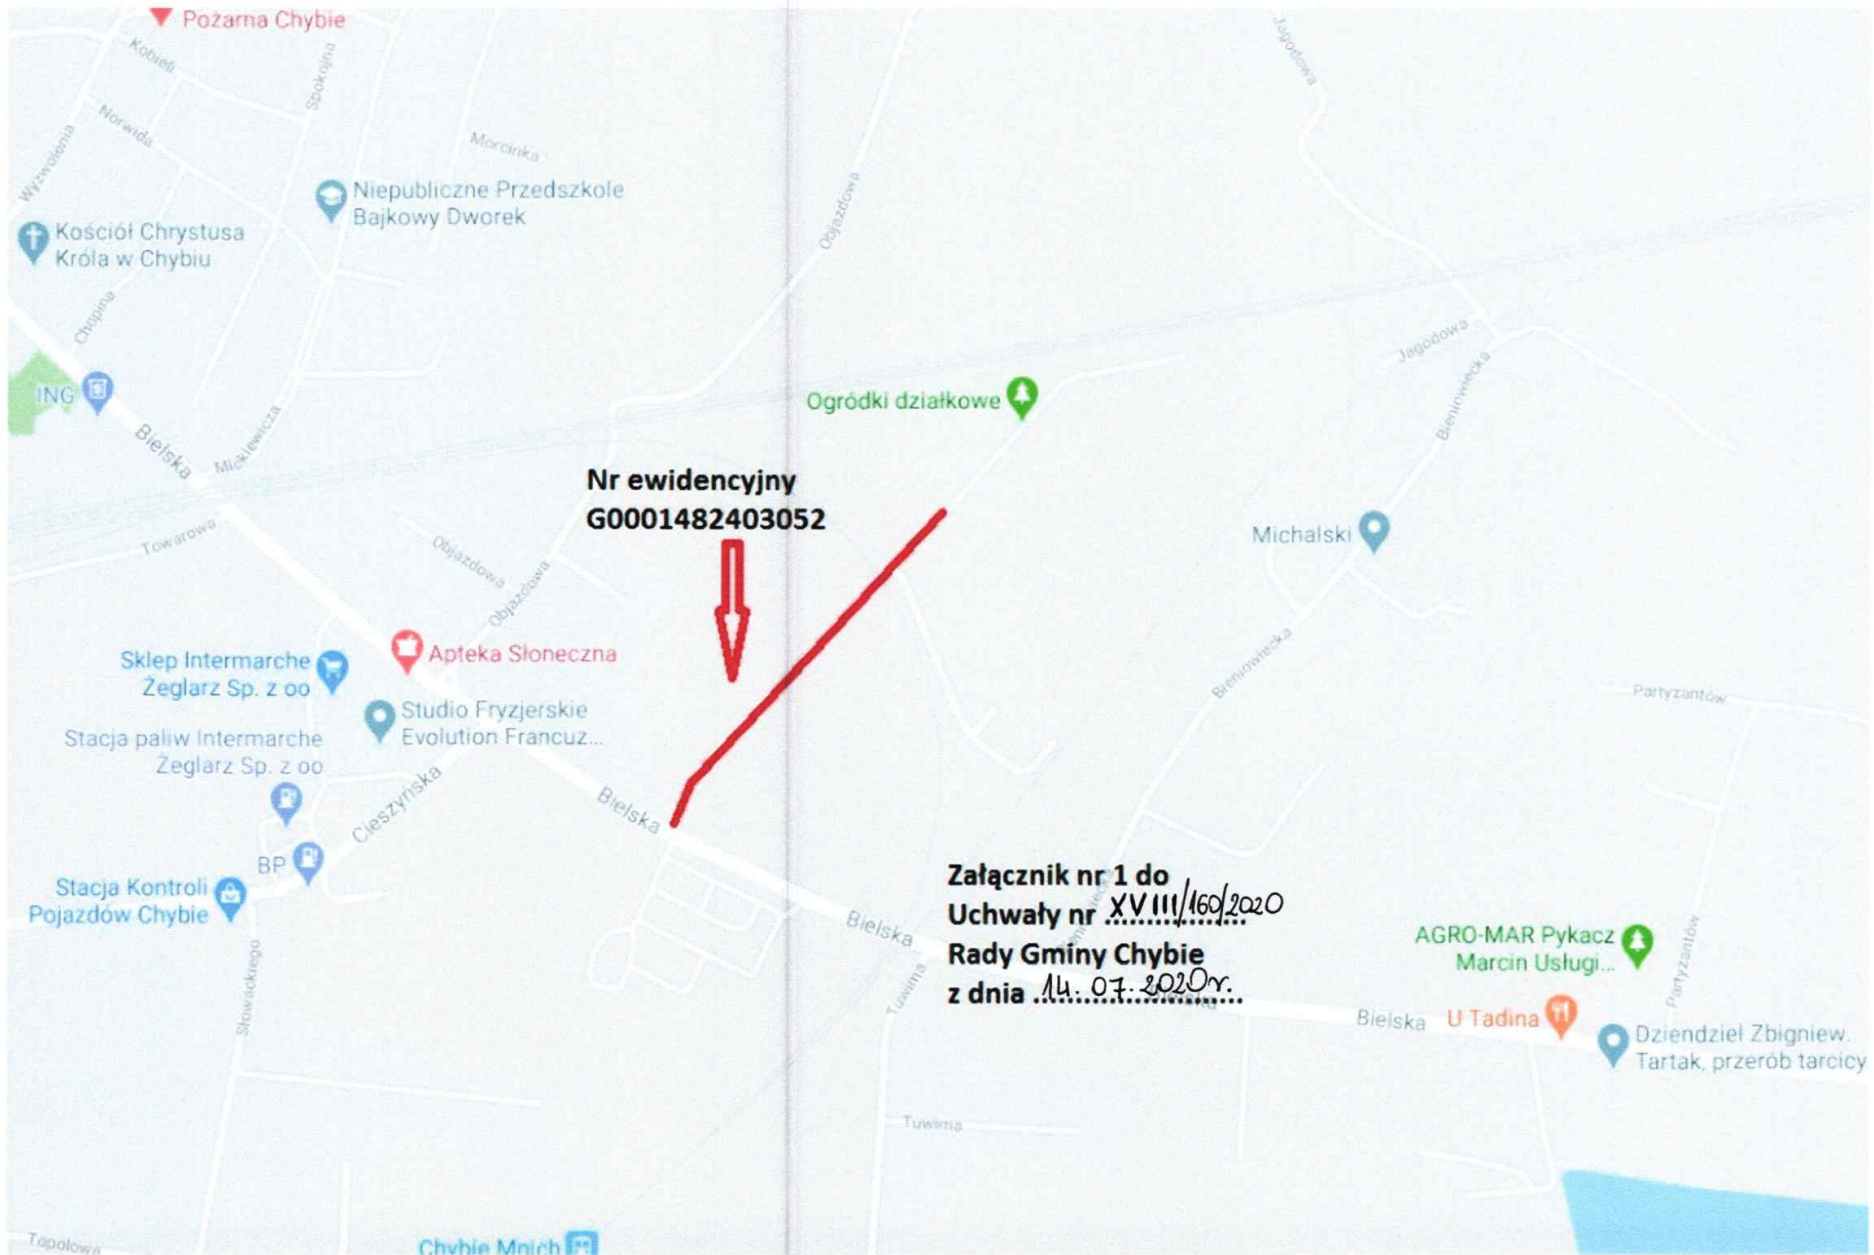 Pożarna Chybie
Kobieli
Spokojna
Norwida
Wyzwolenia
Morcinka
Jagodowa
Niepubliczne Przedszkole
Bajkowy Dworek
Objazdowa
Kościół Chrystusa
Króla w Chybiu
Chopina
Jagodowa
Bieniowiecka
ING
Ogródki działkowe
Bielska
Mickiewicza
Nr ewidencyjny
G0001482403052
Towarowa
Objazdowa
Objazdowa
Michalski
Apteka Słoneczna
Sklep Intermarche
Żeglarz Sp. z oo
Bieniowiecka
Partyzantów
Studio Fryzjerskie
Evolution Francuz...
Stacja paliw Intermarche
Żeglarz Sp. z oo
Cieszyńska
Bielska
BP
Stacja Kontroli
Pojazdów Chybie
Załącznik nr 1 do
Uchwały nr XVIII/160/2020
Rady Gminy Chybie
z dnia 14.07.2020r.
Bielska
Słowackiego
Tuwima
AGRO-MAR Pykacz
Marcin Usługi...
Partyzantów
Bielska
U Tadina
Dziendziel Zbigniew.
Tartak, przerób tarcicy
Tuwima
Topolowa
Chybie Mnich